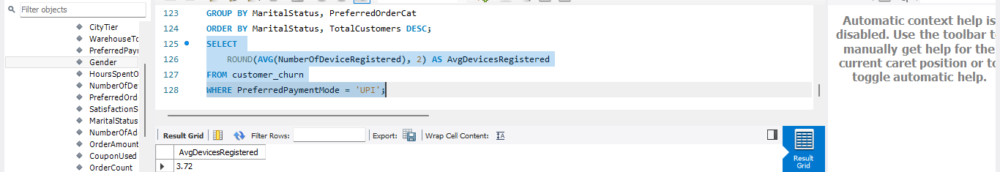 Filter objects
CityTier
WarehouseTo
PreferredPayı
Gender
HoursSpentO
NumberOfDe
PreferredOrd
SatisfactionS
MaritalStatus
NumberOfAd
OrderAmount
CouponUsed
OrderCount
123 GROUP BY MaritalStatus, PreferredOrderCat
124 ORDER BY MaritalStatus, TotalCustomers DESC;
125 SELECT
126 ROUND(AVG(NumberOfDeviceRegistered), 2) AS AvgDevicesRegistered
127 FROM customer_churn
128 WHERE PreferredPaymentMode = 'UPI';
Result Grid Filter Rows: Export: Wrap Cell Content: IA
AvgDevicesRegistered
3.72
Result
Grid
Automatic context help is
disabled. Use the toolbar to
manually get help for the
current caret position or to
toggle automatic help.